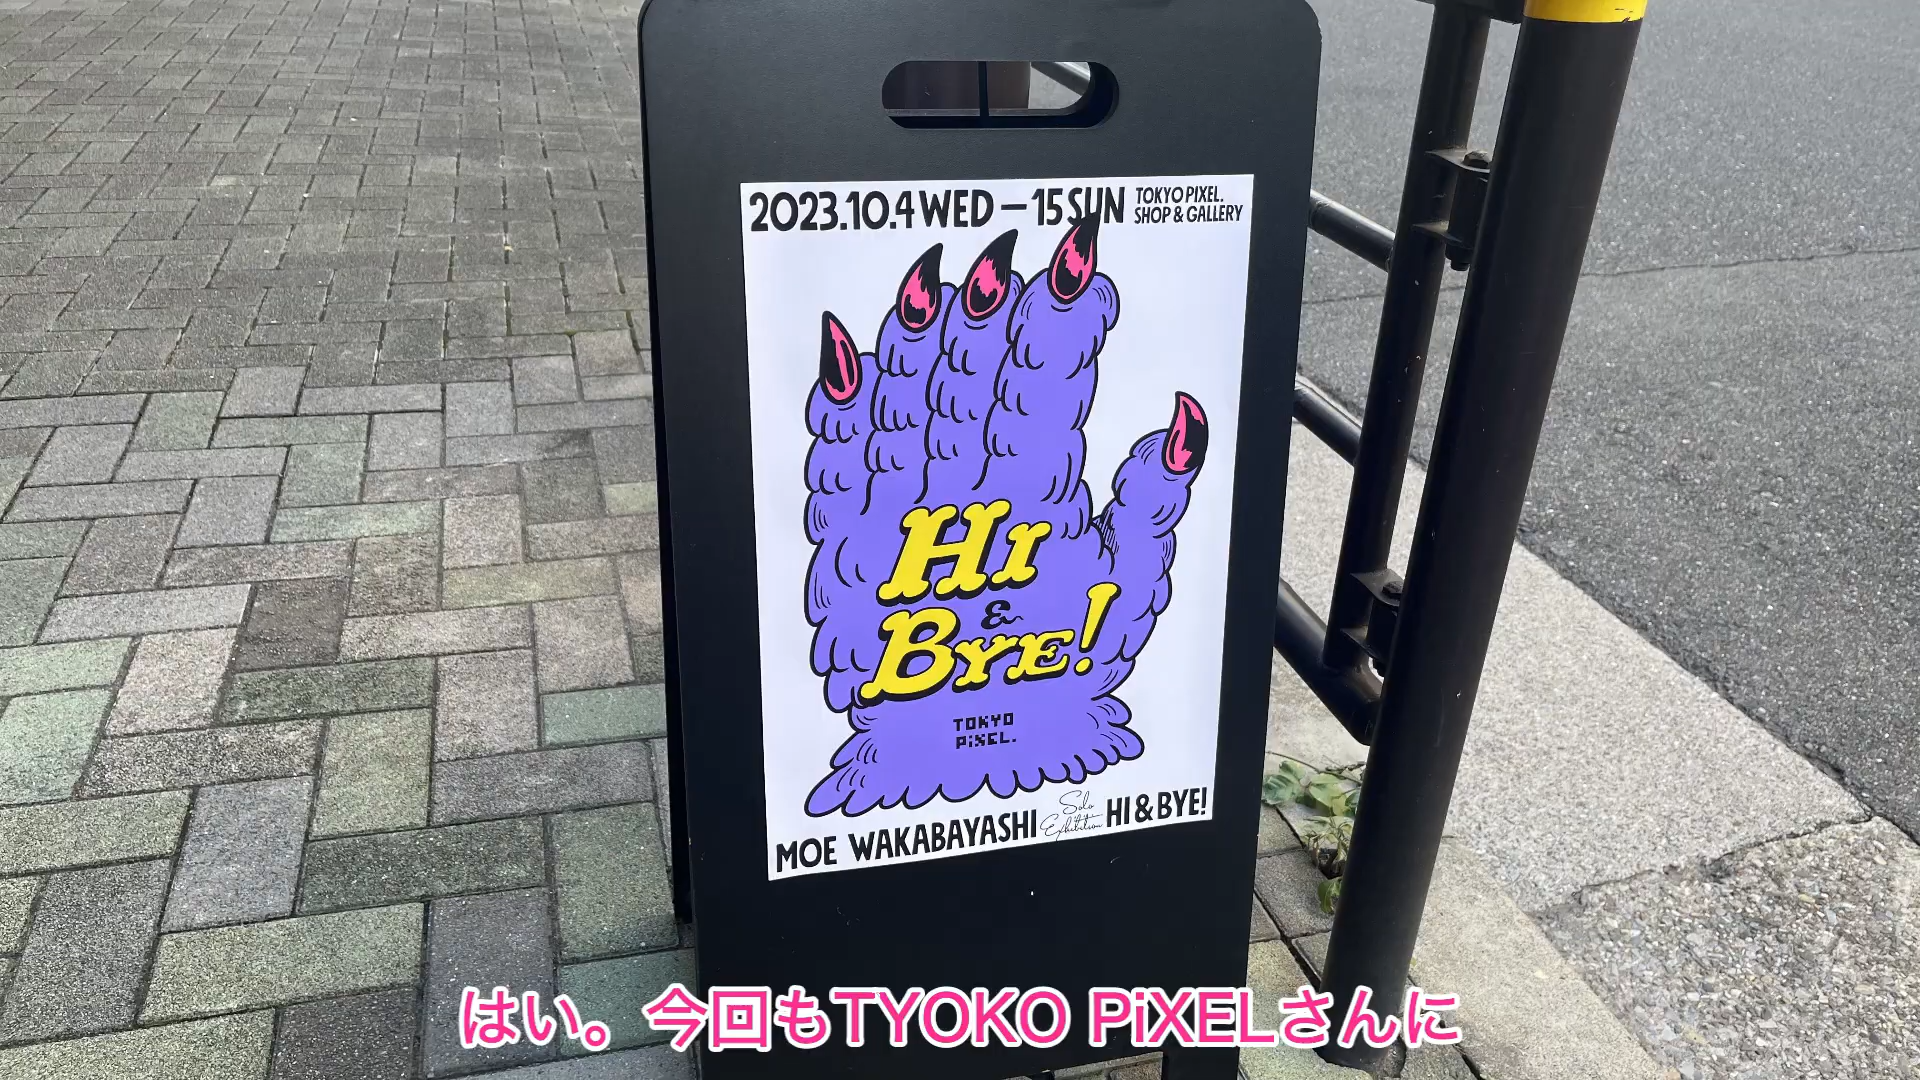 2023.10.4 WED – 15 SUN
TOKYO PIXEL.
SHOP & GALLERY
HI
&
BYE!
TOKYO
PiXEL.
MOE WAKABAYASHI Solo Exhibition HI & BYE!
はい。今回もTYOKO PiXELさんに